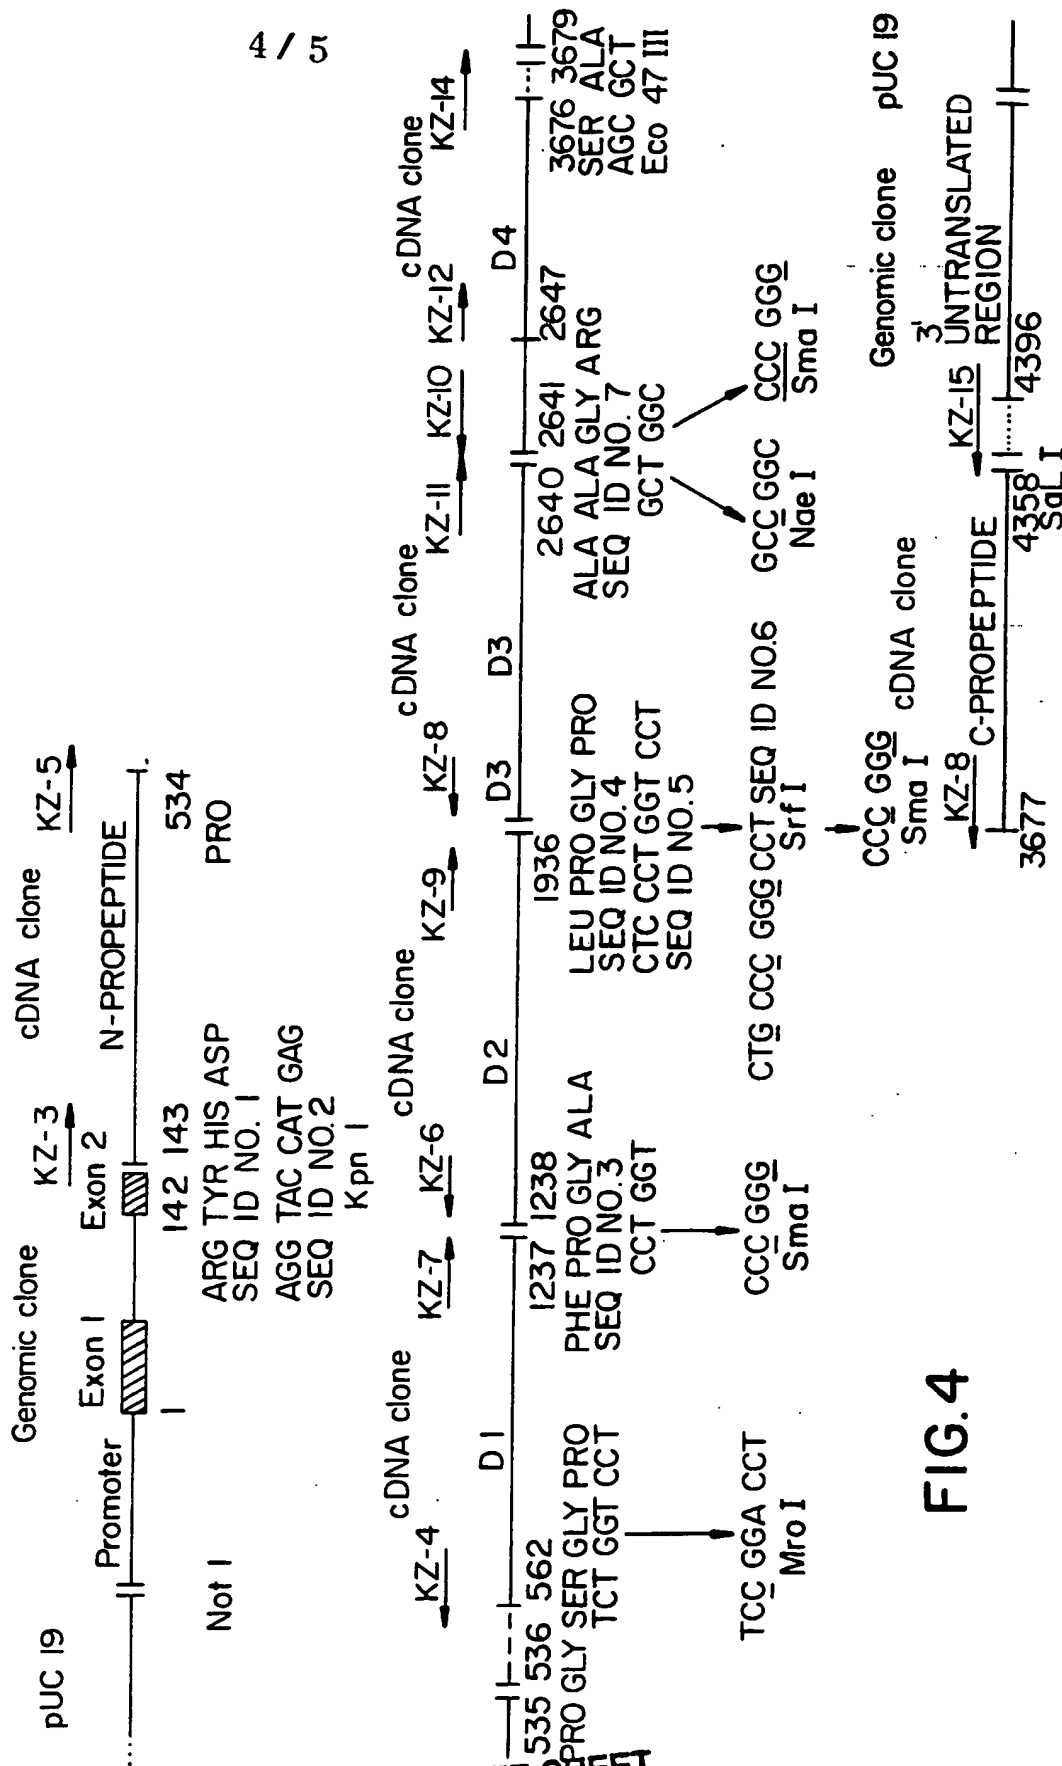 4/5
pUC 19
Genomic clone
cDNA clone
Promoter
Exon 1
Exon 2
KZ-3
N-PROPEPTIDE
KZ-5
Not 1
1
142 143
534
PRO
ARG TYR HIS ASP
SEQ ID NO. 1
AGG TAC CAT GAG
SEQ ID NO. 2
Kpn 1
KZ-4
cDNA clone
KZ-7
KZ-6
cDNA clone
KZ-9
KZ-8
cDNA clone
KZ-11
KZ-10
KZ-12
cDNA clone
KZ-14
D1
D2
D3
D3
D4
535 536 562
1237 1238
1936
2640 2641
2647
3676 3679
PRO GLY SER GLY PRO
TCT GGT CCT
TCC GGA CCT
Mro I
PHE PRO GLY ALA
SEQ ID NO. 3
CCT GGT
CCC GGG
Sma I
LEU PRO GLY PRO
SEQ ID NO. 4
CTC CCT GGT CCT
SEQ ID NO. 5
CTG CCC GGG CCT SEQ ID NO.6
Srf I
CCC GGG
Sma I
ALA ALA GLY ARG
SEQ ID NO. 7
GCT GGC
GCC GGC
Nae I
CCC GGG
Sma I
SER ALA
AGC GCT
Eco 47 III
cDNA clone
Genomic clone
pUC 19
KZ-8
C-PROPEPTIDE
KZ-15
3'
UNTRANSLATED
REGION
3677
4358
4396
SaL I
FIG. 4